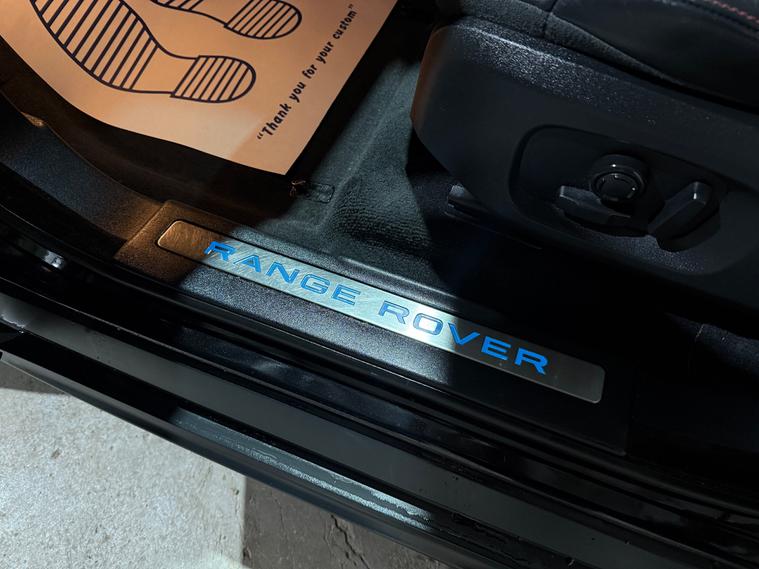 "Thank you for your custom"
RANGE ROVER